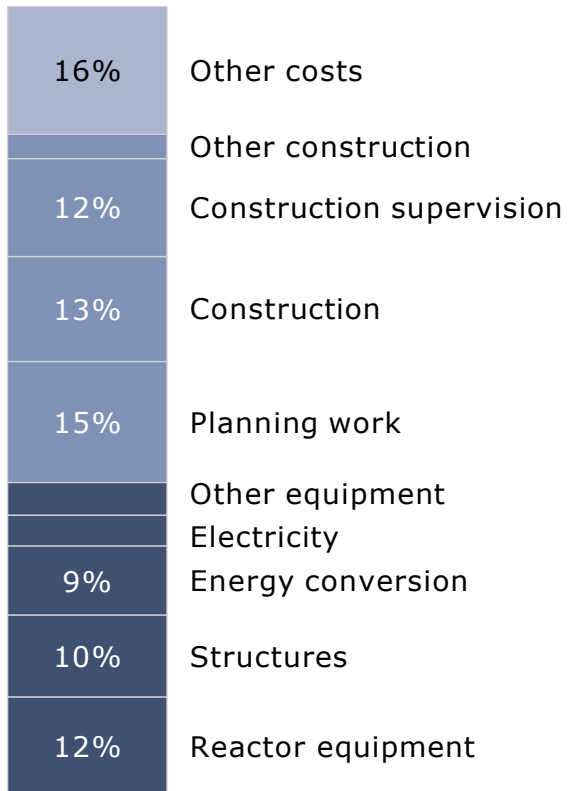 16% Other costs
Other construction
12% Construction supervision
13% Construction
15% Planning work
Other equipment
Electricity
9% Energy conversion
10% Structures
12% Reactor equipment